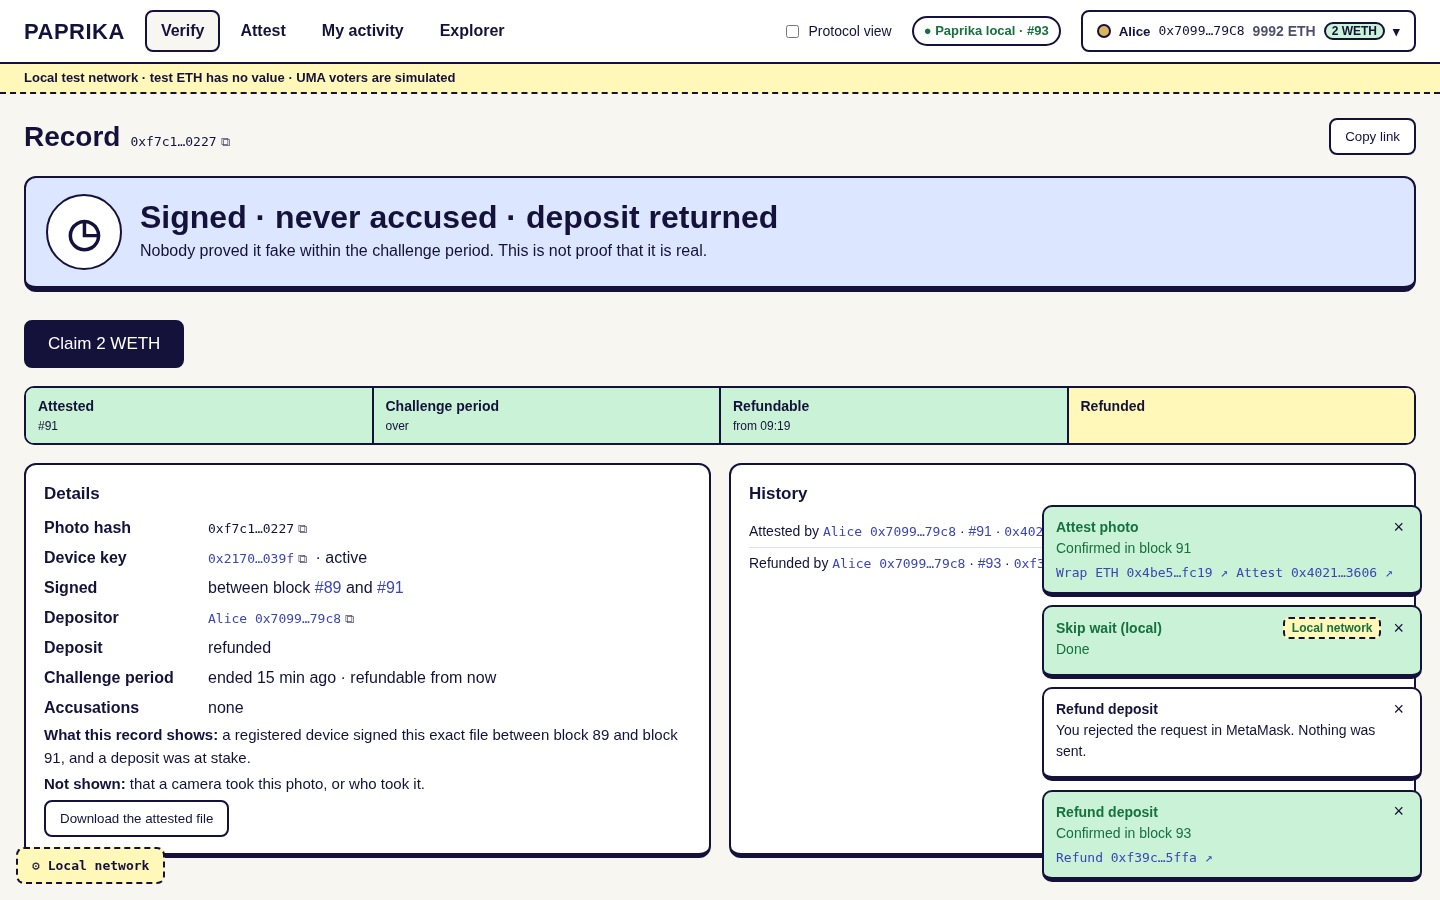 PAPRIKA Verify Attest My activity Explorer Protocol view ● Paprika local · #93 Alice 0x7099…79C8 9992 ETH 2 WETH ▾
Local test network · test ETH has no value · UMA voters are simulated
Record 0xf7c1…0227 Copy link
Signed · never accused · deposit returned
Nobody proved it fake within the challenge period. This is not proof that it is real.
Claim 2 WETH
Attested Challenge period Refundable Refunded
#91 over from 09:19
Details
Photo hash 0xf7c1…0227
Device key 0x2170…039f · active
Signed between block #89 and #91
Depositor Alice 0x7099…79c8
Deposit refunded
Challenge period ended 15 min ago · refundable from now
Accusations none
What this record shows: a registered device signed this exact file between block 89 and block
91, and a deposit was at stake.
Not shown: that a camera took this photo, or who took it.
Download the attested file
⚙ Local network
History
Attested by Alice 0x7099…79c8 · #91 · 0x402
Refunded by Alice 0x7099…79c8 · #93 · 0xf3
Attest photo ×
Confirmed in block 91
Wrap ETH 0x4be5…fc19 ↗ Attest 0x4021…3606 ↗
Skip wait (local) Local network ×
Done
Refund deposit ×
You rejected the request in MetaMask. Nothing was
sent.
Refund deposit ×
Confirmed in block 93
Refund 0xf39c…5ffa ↗